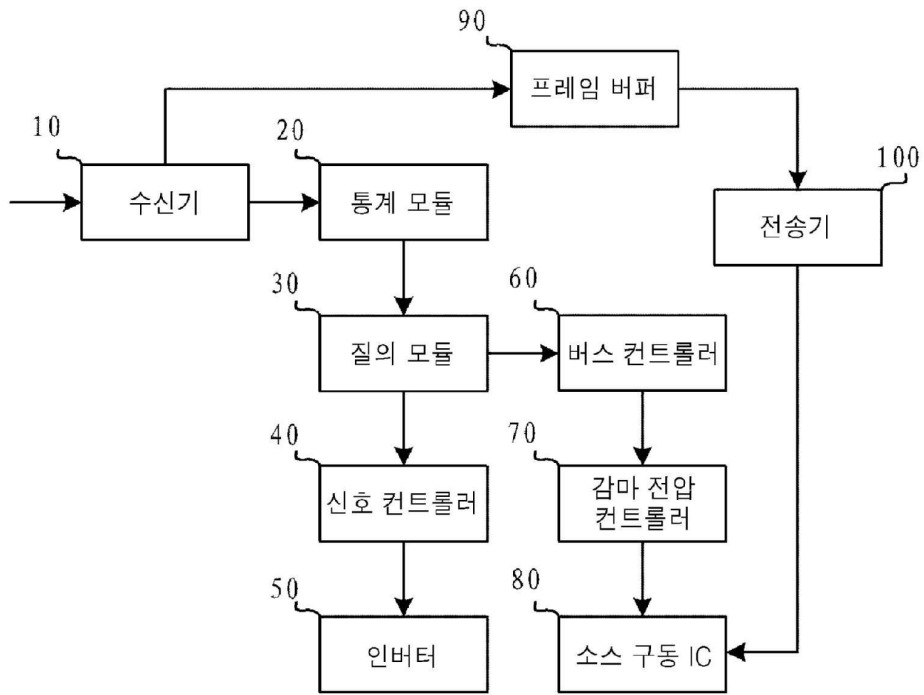 90
프레임 버퍼
10
수신기
20
통계 모듈
100
전송기
30
질의 모듈
60
버스 컨트롤러
40
신호 컨트롤러
70
감마 전압
컨트롤러
50
인버터
80
소스 구동 IC